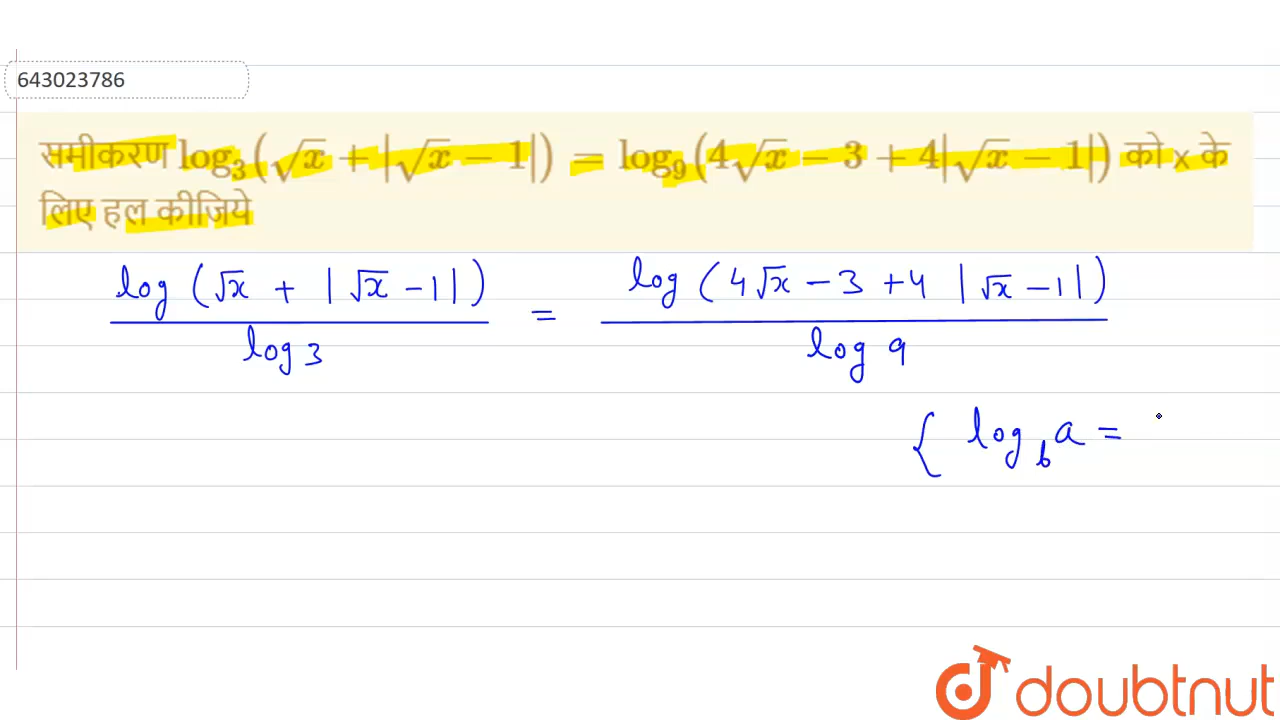 643023786
समीकरण log₃(√x + |√x − 1|) = log₉(4√x − 3 + 4|√x − 1|) को x के
लिए हल कीजिये
log (√x + |√x − 1|) / log 3 = log (4√x − 3 + 4 |√x − 1|) / log 9
{ log_b a =
doubtnut